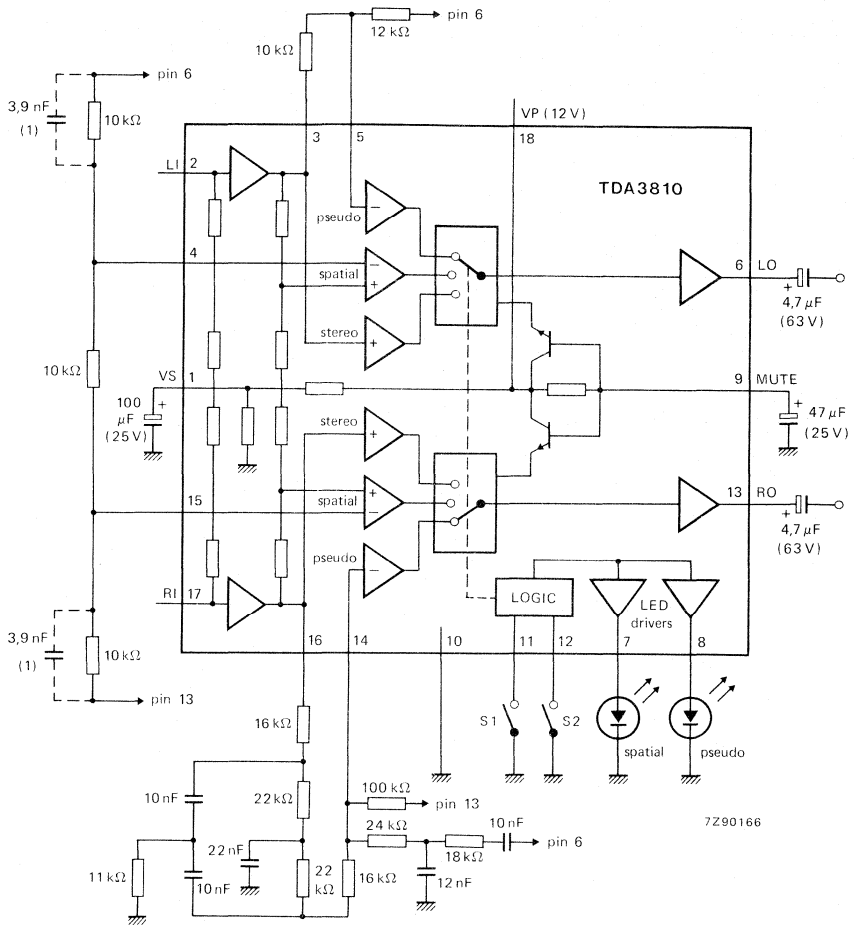 pin 6
12 kΩ
10 kΩ
pin 6
3,9 nF
(1)
10 kΩ
VP (12 V)
3
5
18
LI
2
TDA3810
pseudo
4
spatial
6
LO
4,7 µF
(63 V)
stereo
10 kΩ
VS
1
9
MUTE
100
µF
(25 V)
47 µF
(25 V)
stereo
15
spatial
13
RO
4,7 µF
(63 V)
pseudo
RI
17
LOGIC
LED
drivers
16
14
10
11
12
7
8
3,9 nF
(1)
10 kΩ
pin 13
16 kΩ
S1
S2
spatial
pseudo
10 nF
22 kΩ
100 kΩ
pin 13
24 kΩ
10 nF
pin 6
7Z90166
22 nF
18 kΩ
11 kΩ
10 nF
22
kΩ
16 kΩ
12 nF
+
+
+
+
−
−
+
+
+
+
−
−